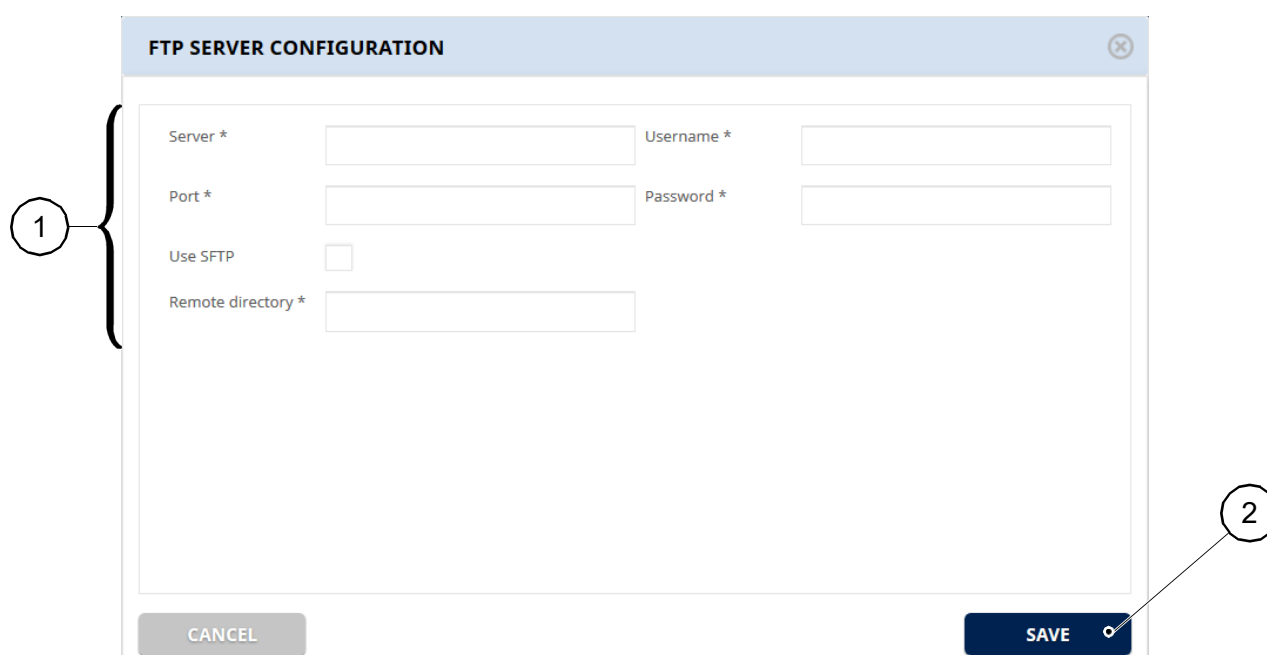 FTP SERVER CONFIGURATION
Server *
Username *
Port *
Password *
1
Use SFTP
Remote directory *
2
CANCEL
SAVE